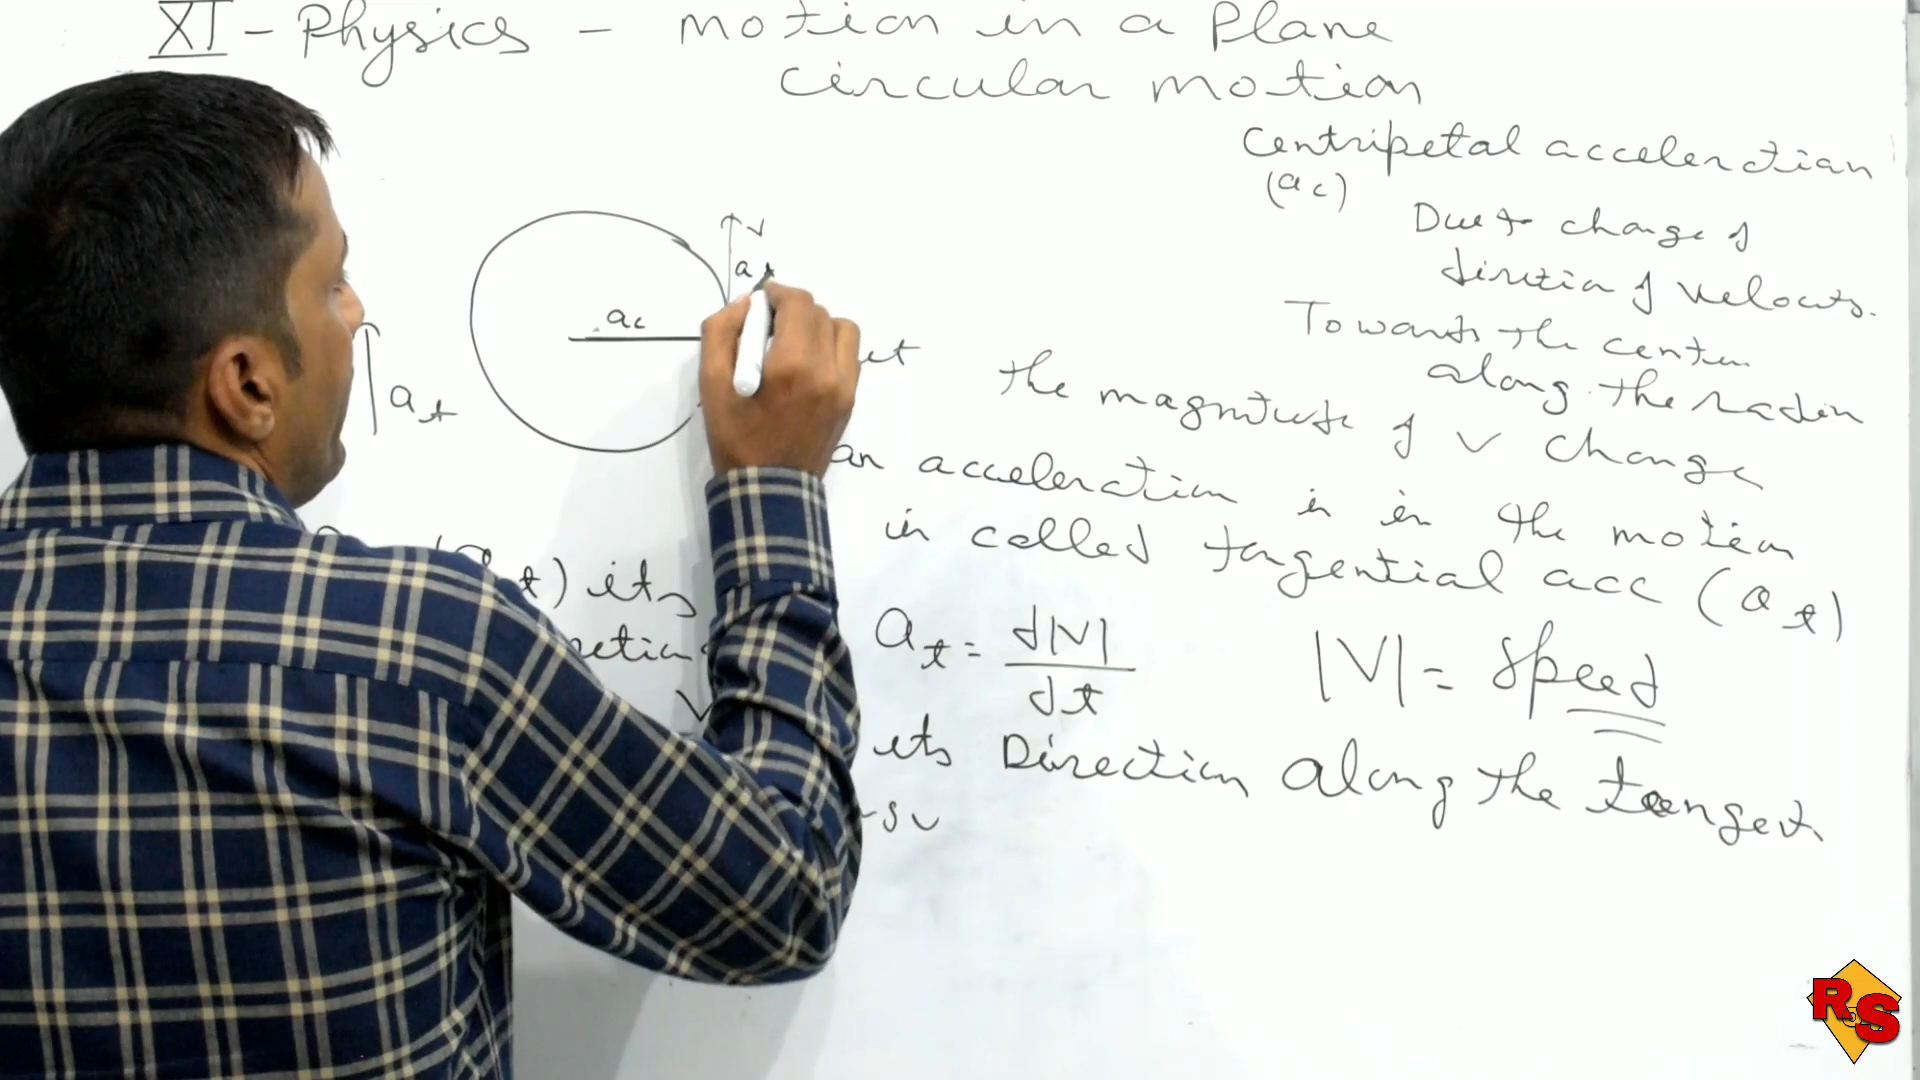 XI - Physics - motion in a Plane
circular motion
Centripetal acceleration
(ac)
Due to change of
direction of velocity.
Towards the center
along the radius
ac
V
at
at
the magnitude of V change
an acceleration is in the motion
is called tangential acc (at)
t) its
at = d|V| / dt
|V| = speed
V
its Direction along the tangent.
R S